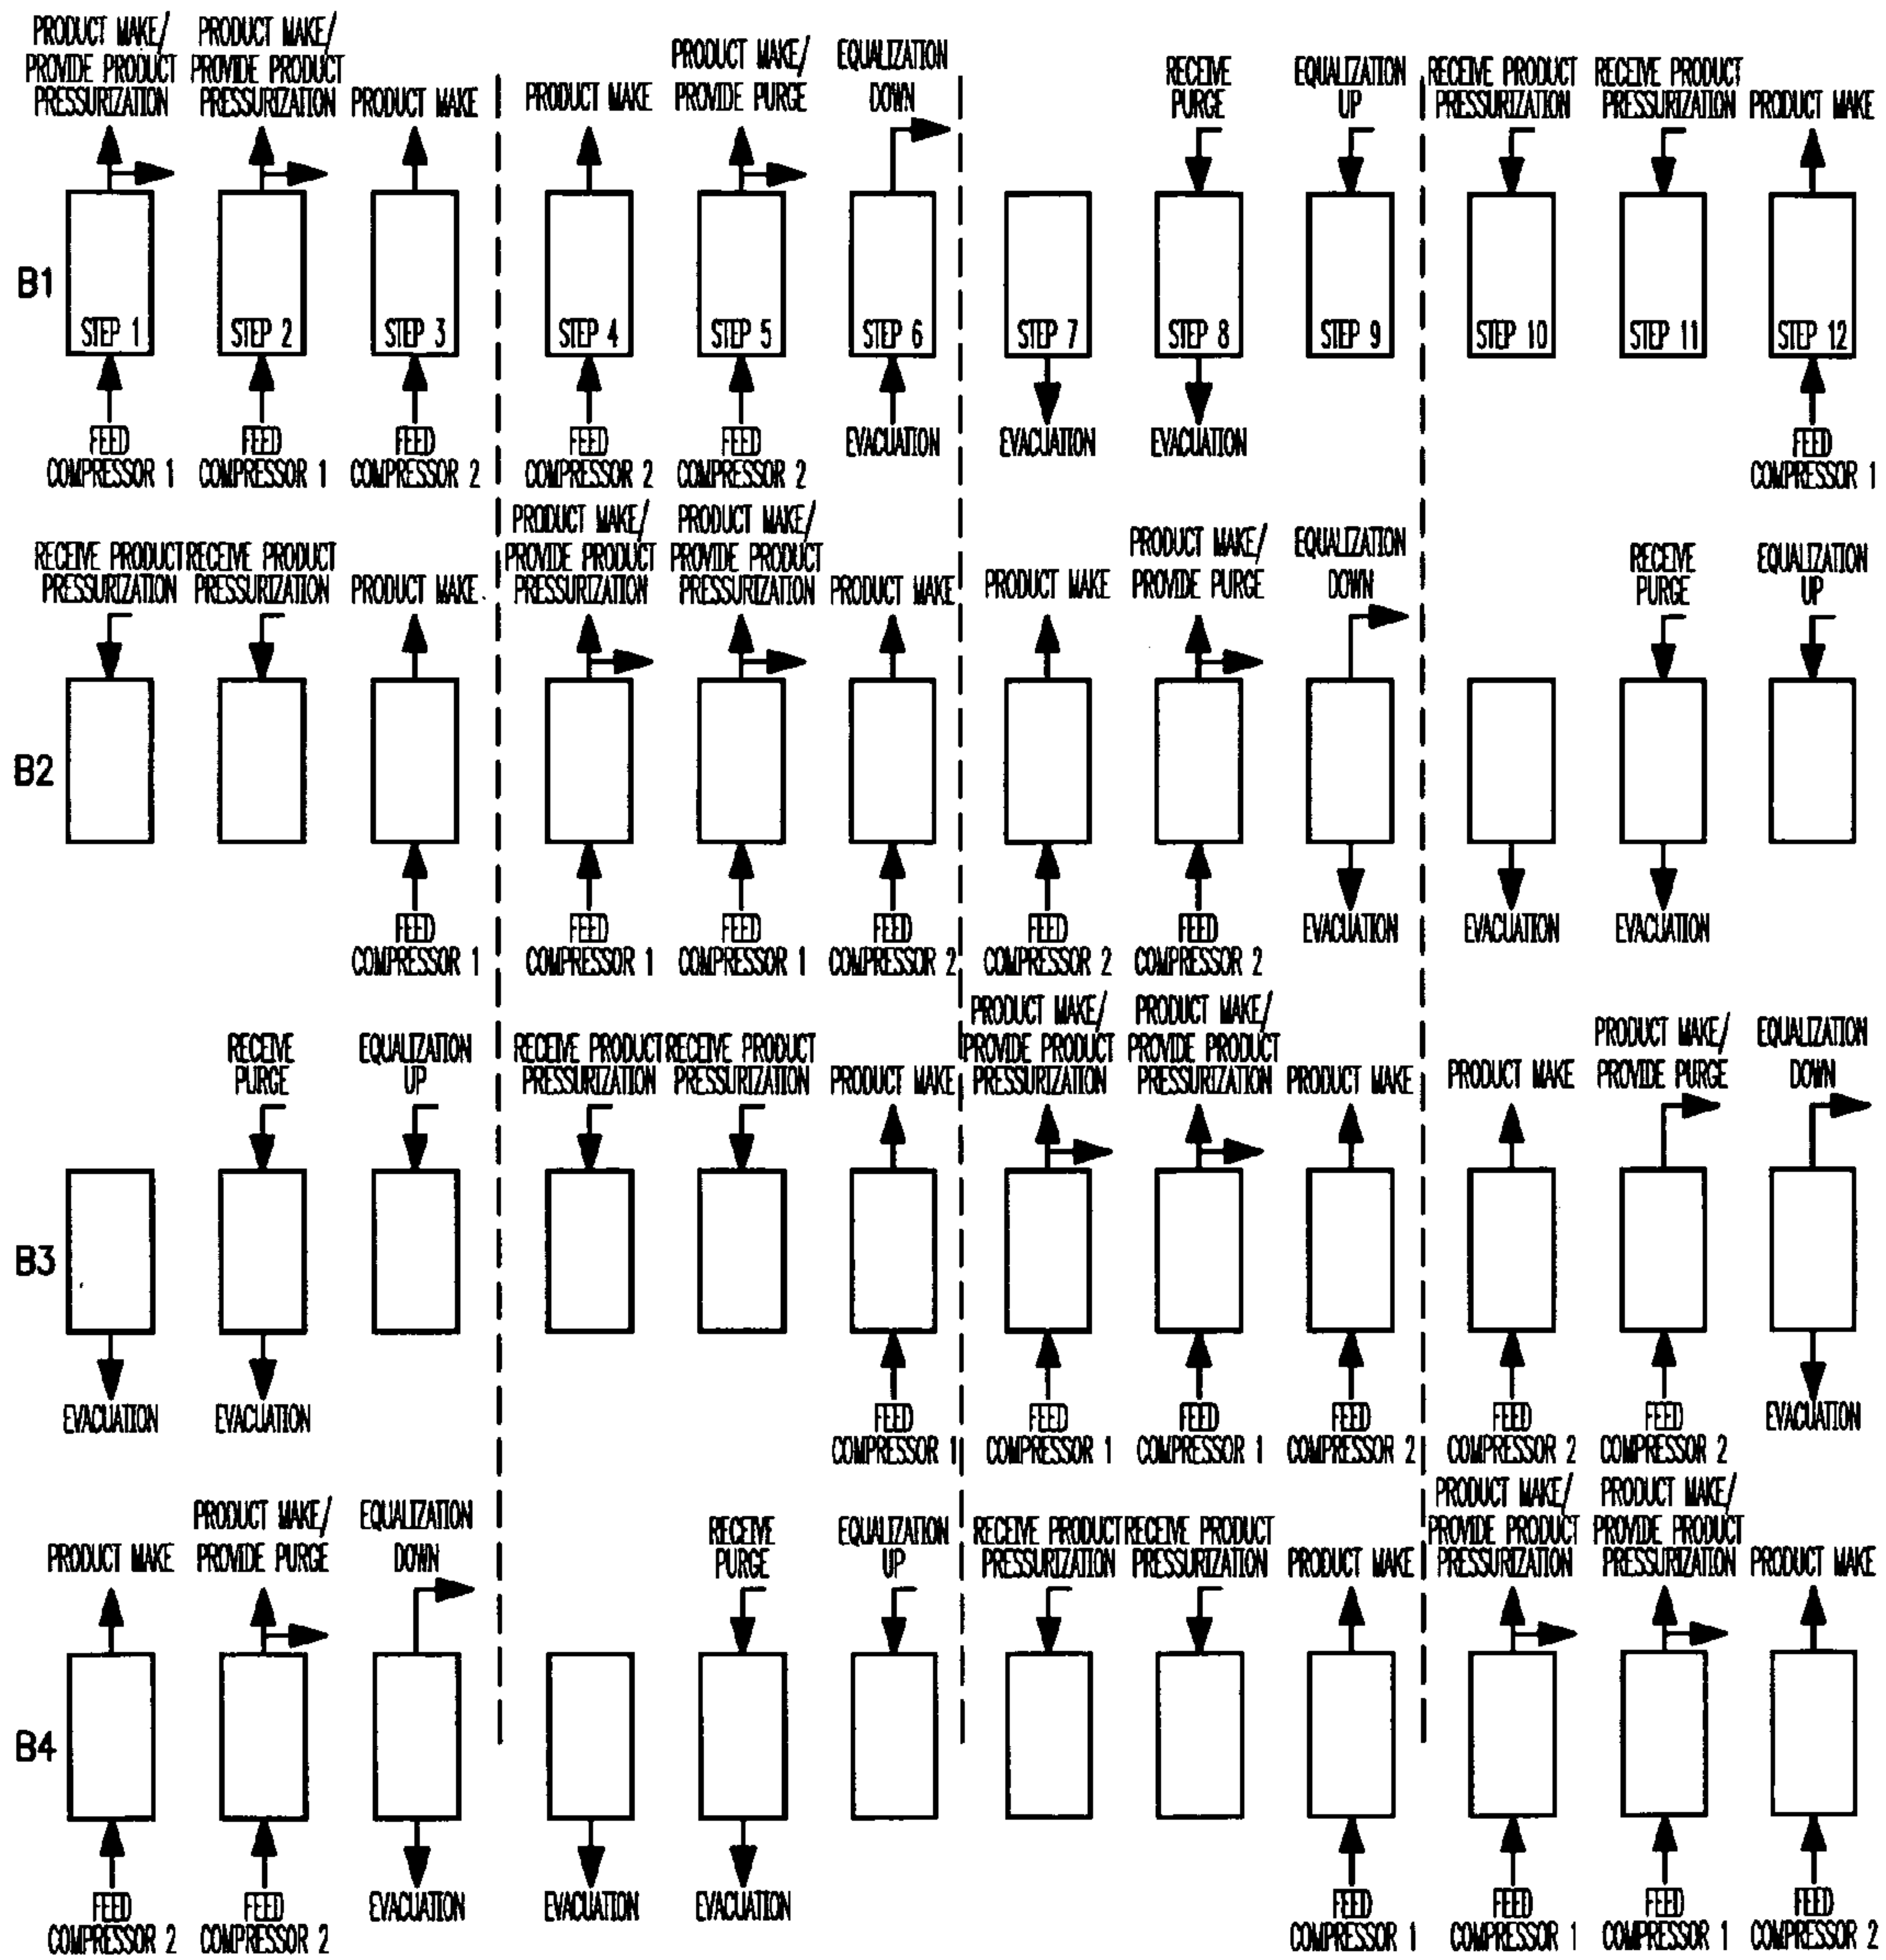 PRODUCT MAKE/ PRODUCT MAKE/
PROVIDE PRODUCT PROVIDE PRODUCT PRODUCT MAKE/ EQUALIZATION RECEIVE EQUALIZATION RECEIVE PRODUCT RECEIVE PRODUCT
PRESSURIZATION PRESSURIZATION PRODUCT MAKE PRODUCT MAKE PROVIDE PURGE DOWN PURGE UP PRESSURIZATION PRESSURIZATION PRODUCT MAKE
B1
STEP 1 STEP 2 STEP 3 STEP 4 STEP 5 STEP 6 STEP 7 STEP 8 STEP 9 STEP 10 STEP 11 STEP 12
FEED FEED FEED FEED FEED EVACUATION EVACUATION EVACUATION FEED
COMPRESSOR 1 COMPRESSOR 1 COMPRESSOR 2 COMPRESSOR 2 COMPRESSOR 2 COMPRESSOR 1
PRODUCT MAKE/ PRODUCT MAKE/ PRODUCT MAKE/ EQUALIZATION RECEIVE EQUALIZATION
RECEIVE PRODUCT RECEIVE PRODUCT PROVIDE PRODUCT PROVIDE PRODUCT
PRESSURIZATION PRESSURIZATION PRODUCT MAKE PRESSURIZATION PRESSURIZATION PRODUCT MAKE PRODUCT MAKE PROVIDE PURGE DOWN PURGE UP
B2
FEED FEED FEED FEED FEED FEED EVACUATION EVACUATION EVACUATION
COMPRESSOR 1 COMPRESSOR 1 COMPRESSOR 1 COMPRESSOR 2 COMPRESSOR 2 COMPRESSOR 2
PRODUCT MAKE/ PRODUCT MAKE/ PRODUCT MAKE/ EQUALIZATION
RECEIVE EQUALIZATION RECEIVE PRODUCT RECEIVE PRODUCT PROVIDE PRODUCT PROVIDE PRODUCT
PURGE UP PRESSURIZATION PRESSURIZATION PRODUCT MAKE PRESSURIZATION PRESSURIZATION PRODUCT MAKE PRODUCT MAKE PROVIDE PURGE DOWN
B3
EVACUATION EVACUATION FEED FEED FEED FEED FEED FEED EVACUATION
COMPRESSOR 1 COMPRESSOR 1 COMPRESSOR 1 COMPRESSOR 2 COMPRESSOR 2 COMPRESSOR 2
PRODUCT MAKE/ EQUALIZATION PRODUCT MAKE/ PRODUCT MAKE/
RECEIVE EQUALIZATION RECEIVE PRODUCT RECEIVE PRODUCT PROVIDE PRODUCT PROVIDE PRODUCT
PRODUCT MAKE PROVIDE PURGE DOWN PURGE UP PRESSURIZATION PRESSURIZATION PRODUCT MAKE PRESSURIZATION PRESSURIZATION PRODUCT MAKE
B4
FEED FEED EVACUATION EVACUATION EVACUATION FEED FEED FEED FEED
COMPRESSOR 2 COMPRESSOR 2 COMPRESSOR 1 COMPRESSOR 1 COMPRESSOR 1 COMPRESSOR 2